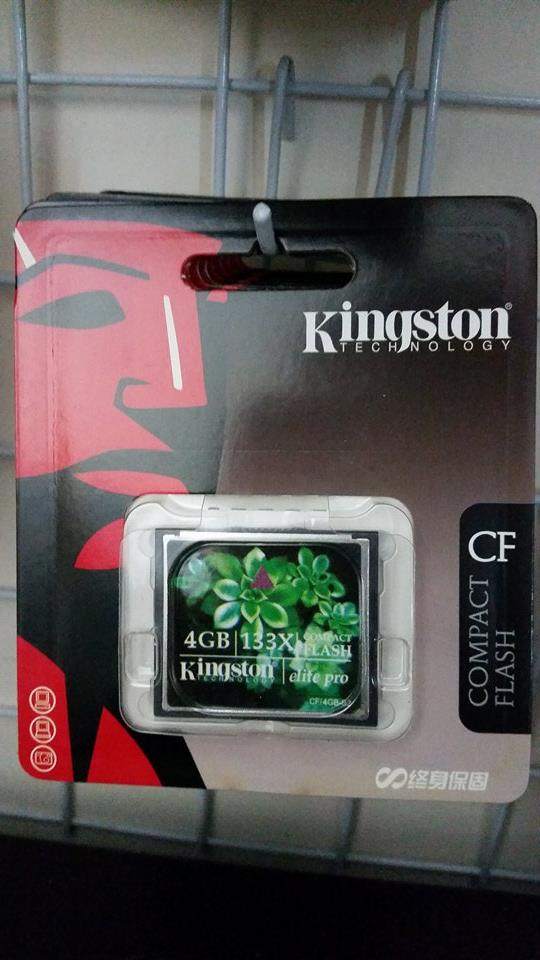 Kingston®
TECHNOLOGY
CF
COMPACT
FLASH
4GB 133X COMPACT
FLASH
Kingston elite pro
TECHNOLOGY
终身保固